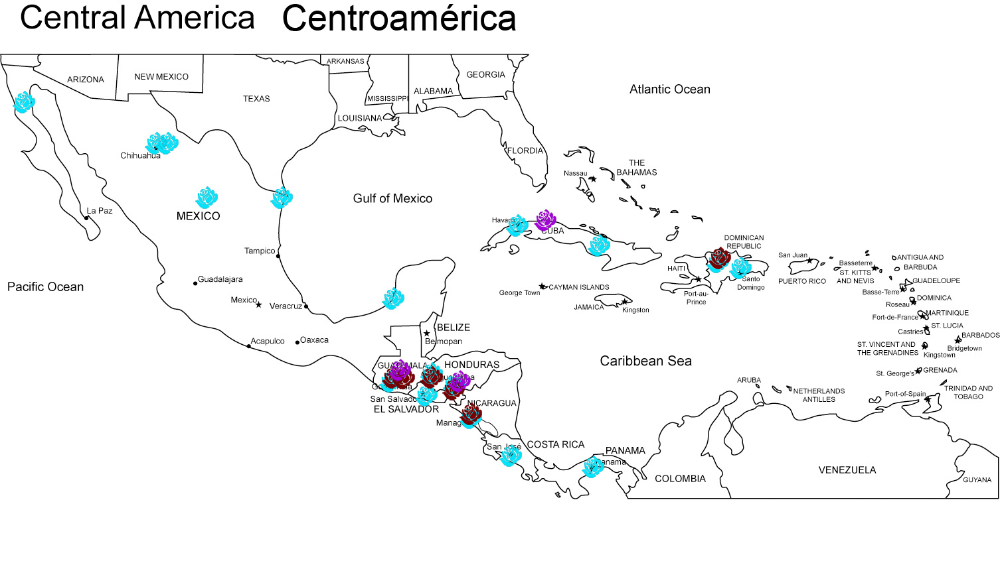 Central America Centroamérica
ARKANSAS
ARIZONA
NEW MEXICO
GEORGIA
Atlantic Ocean
TEXAS
MISSISSIPPI
ALABAMA
LOUISIANA
FLORDIA
Chihuahua
THE
BAHAMAS
Nassau
Gulf of Mexico
La Paz
MEXICO
Havana
CUBA
DOMINICAN
REPUBLIC
Tampico
San Juan
ANTIGUA AND
BARBUDA
Basseterre
ST. KITTS
AND NEVIS
HAITI
Santo
Domingo
PUERTO RICO
GUADELOUPE
Pacific Ocean
Guadalajara
George Town
CAYMAN ISLANDS
Port-au-
Prince
Basse-Terre
Mexico
Veracruz
JAMAICA
Kingston
DOMINICA
Roseau
MARTINIQUE
Fort-de-France
BELIZE
ST. LUCIA
Castries
Acapulco
Oaxaca
Belmopan
BARBADOS
ST. VINCENT AND
THE GRENADINES
Bridgetown
Kingstown
GUATEMALA
HONDURAS
Caribbean Sea
St. George's
GRENADA
ARUBA
NETHERLANDS
ANTILLES
TRINIDAD AND
TOBAGO
Port-of-Spain
San Salvador
EL SALVADOR
NICARAGUA
San José
COSTA RICA
PANAMA
Panama
COLOMBIA
VENEZUELA
GUYANA